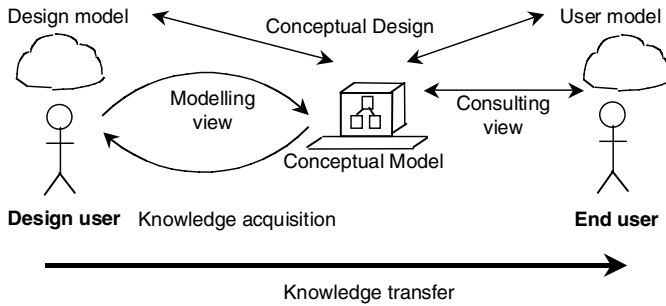 Design model
Conceptual Design
User model
Modelling
view
Consulting
view
Conceptual Model
Design user
Knowledge acquisition
End user
Knowledge transfer